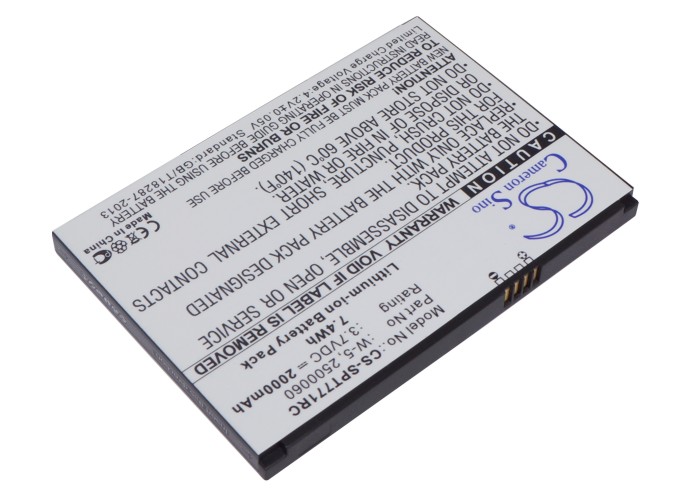 Cameron Sino
CS
Model No.: CS-SPT771RC
Part No : W-5, 2500060
Rating : 3.7VDC = 2000mAh
7.4Wh
Lithium-ion Battery Pack
WARRANTY VOID IF LABEL IS REMOVED
CAUTION
•DO NOT ATTEMPT TO DISASSEMBLE, OPEN OR SERVICE
THE BATTERY PACK
•REPLACE WITH THE BATTERY PACK DESIGNATED
•DO NOT DISPOSE OF IN FIRE OR WATER.
•DO NOT CRUSH, PUNCTURE, SHORT EXTERNAL CONTACTS
OR STORE ABOVE 60°C (140°F)
ATTENTION:
TO REDUCE RISK OF FIRE OR BURNS
NEW BATTERY PACK MUST BE FULLY CHARGED BEFORE USE
READ INSTRUCTIONS IN OPERATING GUIDE BEFORE USING THE BATTERY
Limited Charge Voltage:4.2V±0.05V Standard:GB/T18287-2013
CE
Made In China